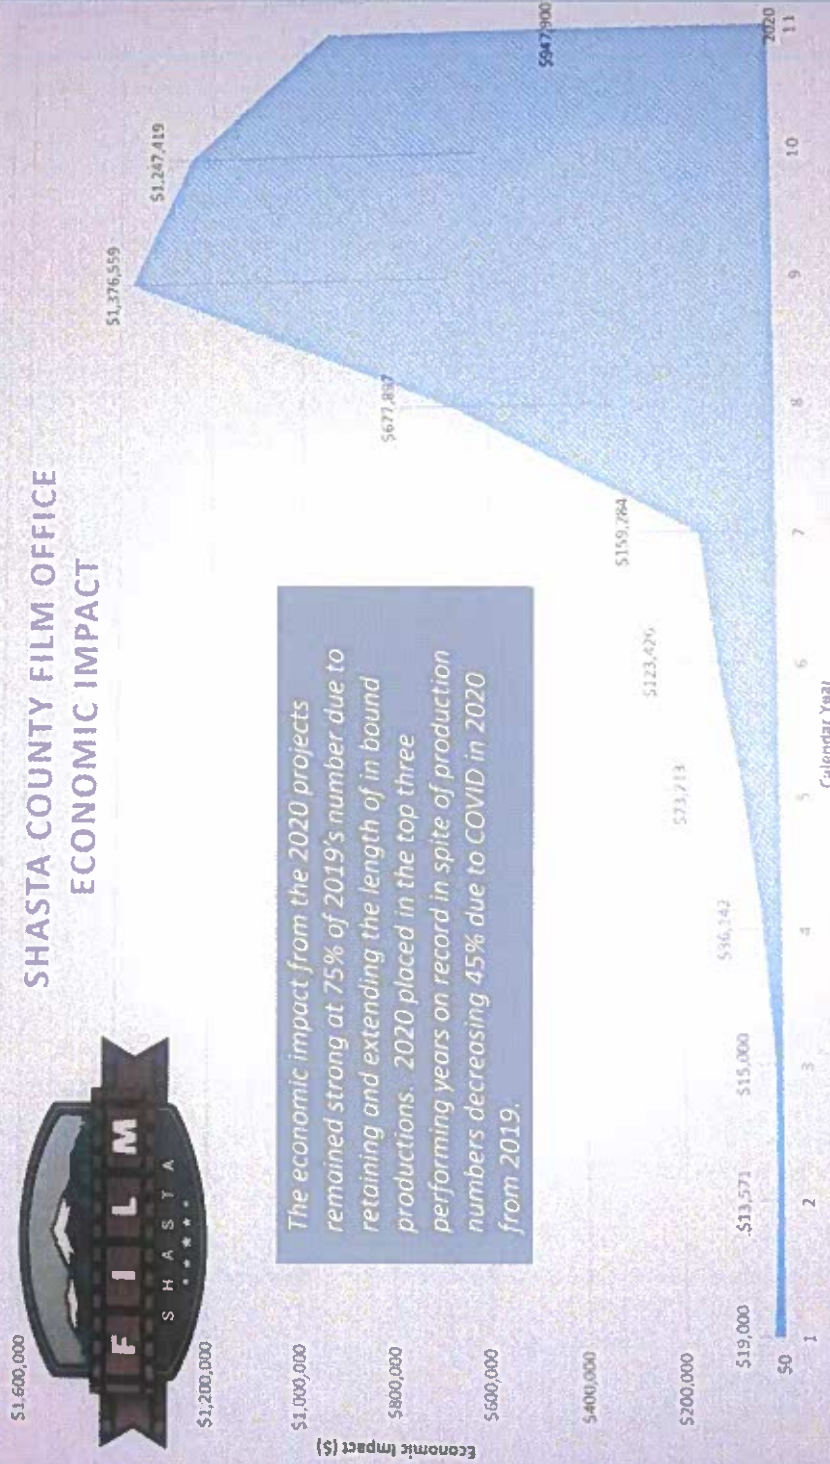 SHASTA COUNTY FILM OFFICE
ECONOMIC IMPACT
FILM
SHASTA
$1,600,000
$1,200,000
$1,000,000
$800,000
$600,000
$400,000
$200,000
$0
Economic Impact ($)
The economic impact from the 2020 projects
remained strong at 75% of 2019's number due to
retaining and extending the length of in bound
productions. 2020 placed in the top three
performing years on record in spite of production
numbers decreasing 45% due to COVID in 2020
from 2019.
$19,000
$13,571
$15,000
$36,142
$73,213
$123,426
$159,784
$1,376,559
$1,247,419
$947,900
2020
1 2 3 4 5 6 7 8 9 10 11
Calendar Year